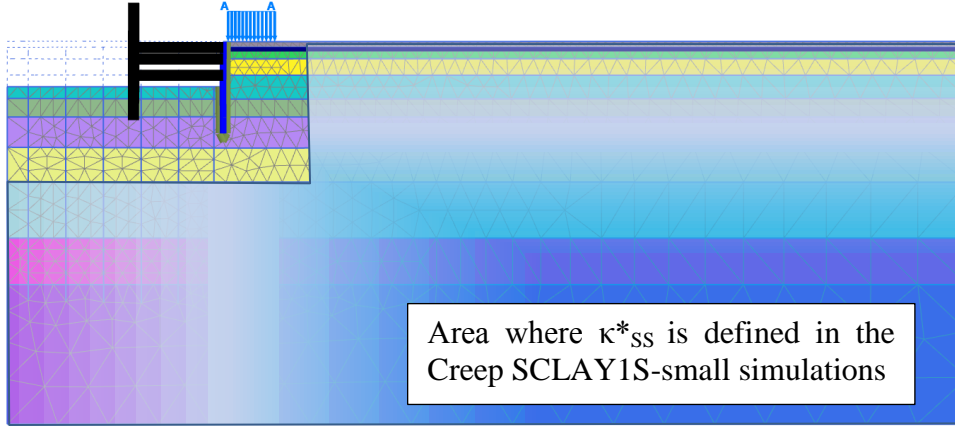 A A
Area where κ*SS is defined in the
Creep SCLAY1S-small simulations